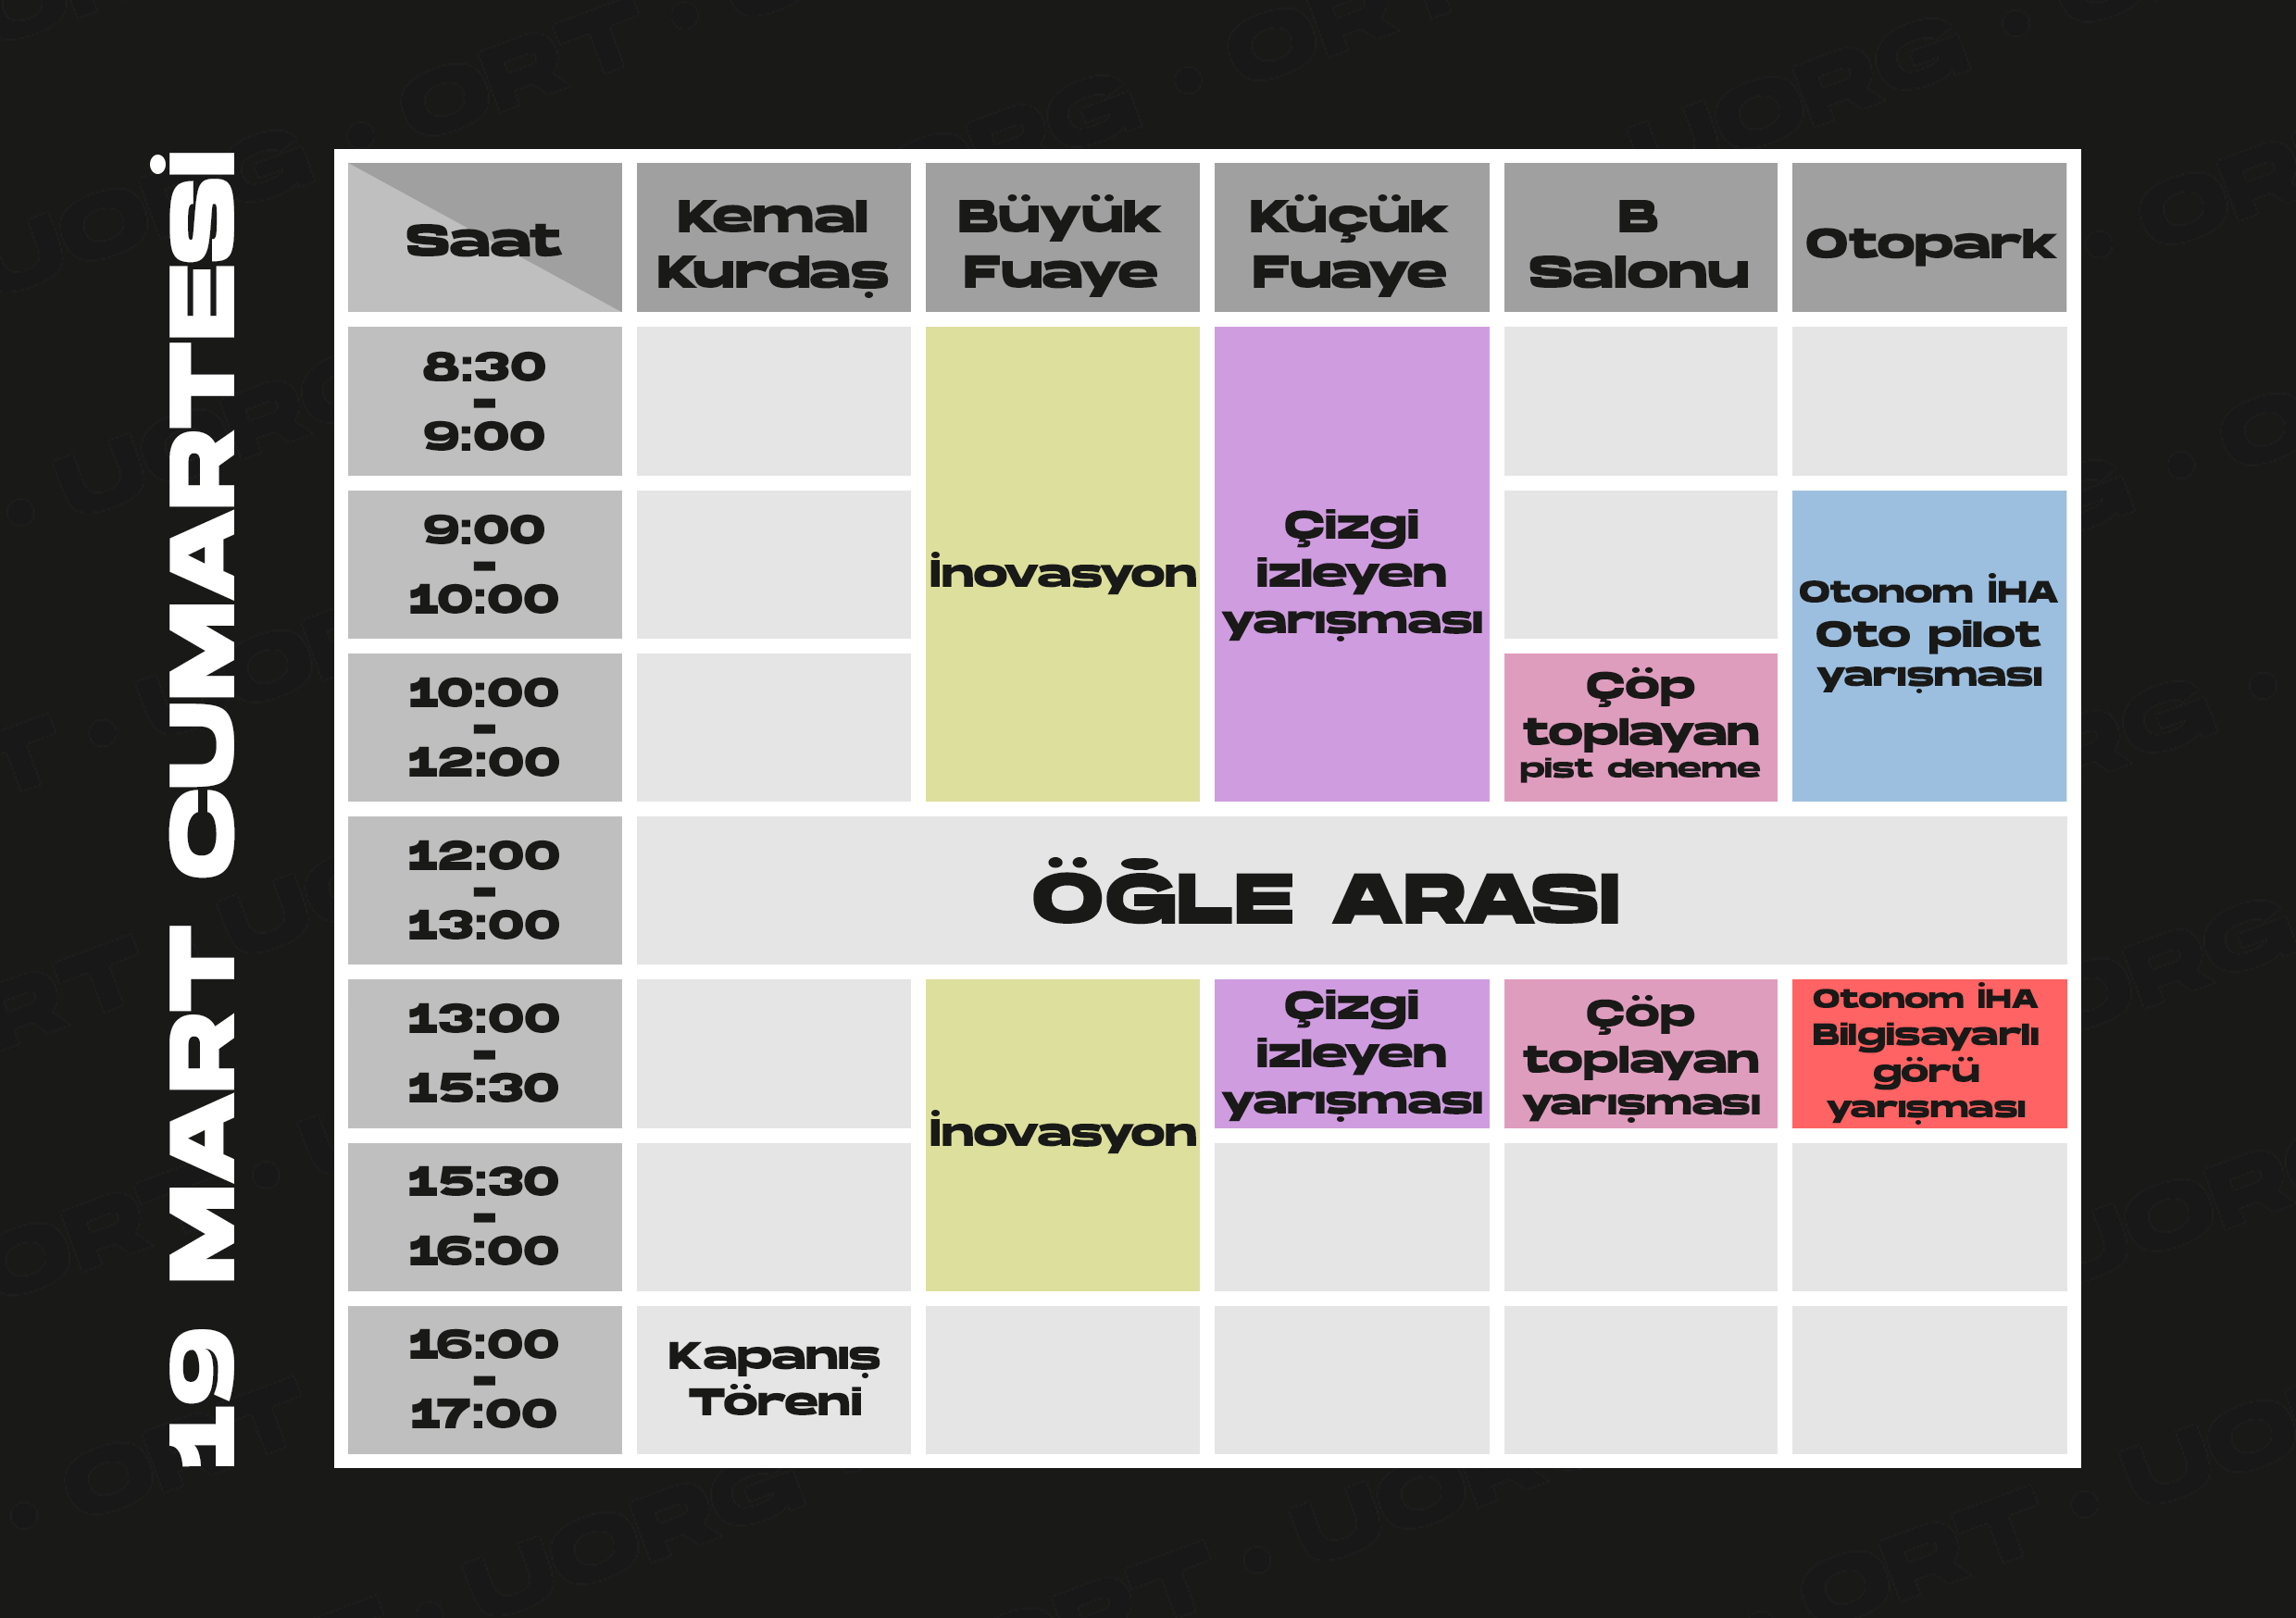 19 MART CUMARTESİ
Saat
Kemal
Kurdaş
Büyük
Fuaye
Küçük
Fuaye
B
Salonu
Otopark
8:30
-
9:00
9:00
-
10:00
10:00
-
12:00
İnovasyon
Çizgi
izleyen
yarışması
Çöp
toplayan
pist deneme
Otonom İHA
Oto pilot
yarışması
12:00
-
13:00
ÖĞLE ARASI
13:00
-
15:30
15:30
-
16:00
İnovasyon
Çizgi
izleyen
yarışması
Çöp
toplayan
yarışması
Otonom İHA
Bilgisayarlı
görü
yarışması
16:00
-
17:00
Kapanış
Töreni